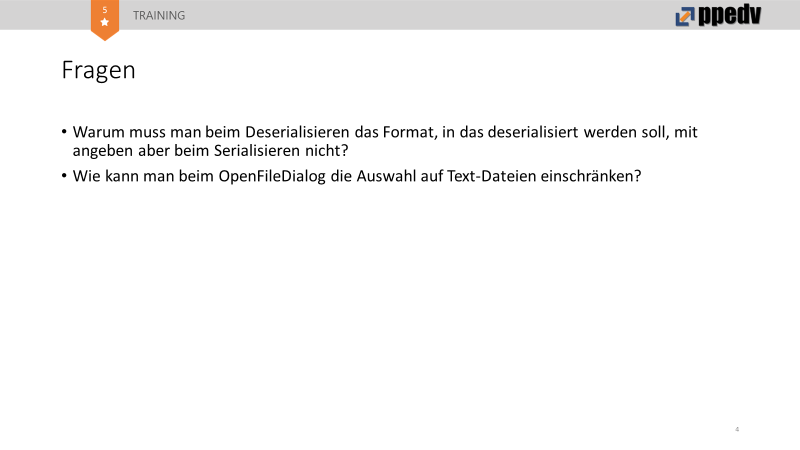 5
TRAINING
ppedv
Fragen
• Warum muss man beim Deserialisieren das Format, in das deserialisiert werden soll, mit
angeben aber beim Serialisieren nicht?
• Wie kann man beim OpenFileDialog die Auswahl auf Text-Dateien einschränken?
4